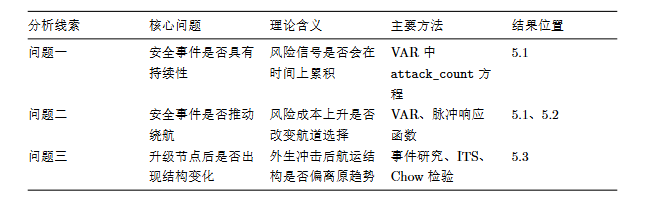 分析线索 核心问题 理论含义 主要方法 结果位置
问题一 安全事件是否具有 风险信号是否会在 VAR 中 5.1
持续性 时间上累积 attack_count 方
程
问题二 安全事件是否推动 风险成本上升是否 VAR、脉冲响应 5.1、5.2
绕航 改变航道选择 函数
问题三 升级节点后是否出 外生冲击后航运结 事件研究、ITS、 5.3
现结构变化 构是否偏离原趋势 Chow 检验